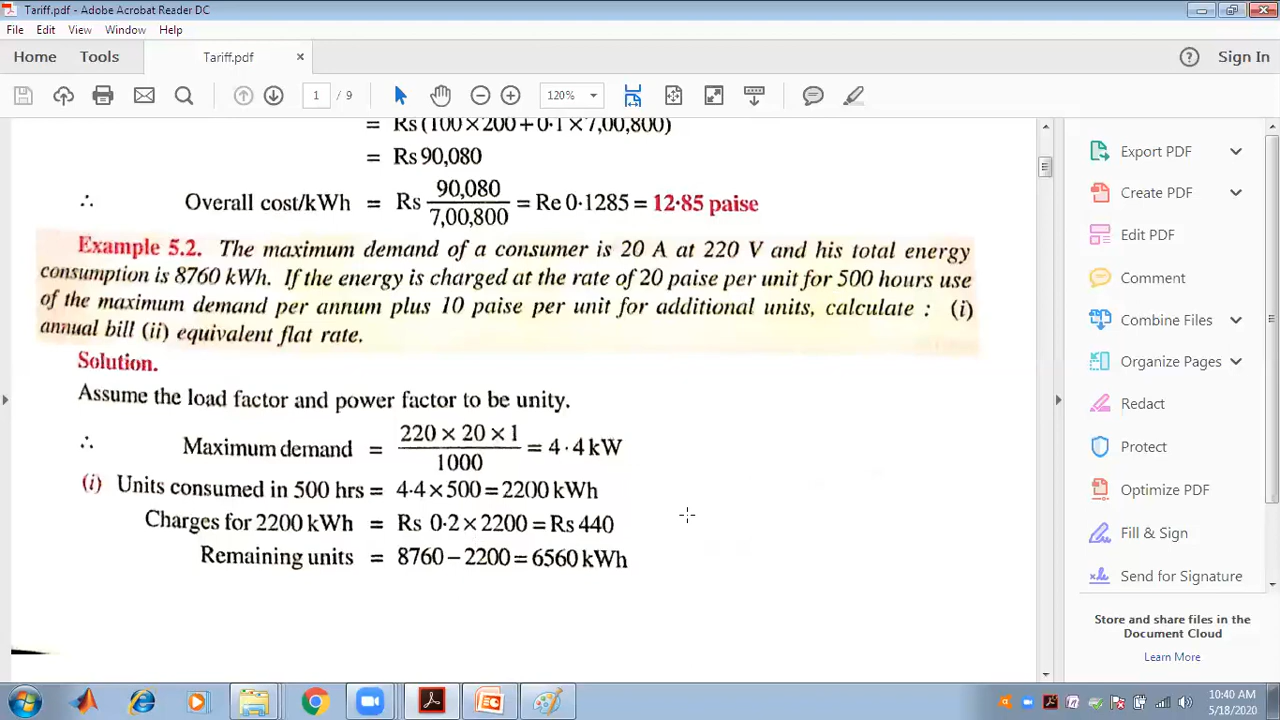 Tariff.pdf - Adobe Acrobat Reader DC
File Edit View Window Help
Home Tools Tariff.pdf × Sign In
1 / 9 120%
= Rs (100 × 200 + 0·1 × 7,00,800)
= Rs 90,080
∴ Overall cost/kWh = Rs 90,080 / 7,00,800 = Re 0·1285 = 12·85 paise
Example 5.2. The maximum demand of a consumer is 20 A at 220 V and his total energy
consumption is 8760 kWh. If the energy is charged at the rate of 20 paise per unit for 500 hours use
of the maximum demand per annum plus 10 paise per unit for additional units, calculate : (i)
annual bill (ii) equivalent flat rate.
Solution.
Assume the load factor and power factor to be unity.
∴ Maximum demand = 220 × 20 × 1 / 1000 = 4·4 kW
(i) Units consumed in 500 hrs = 4·4 × 500 = 2200 kWh
Charges for 2200 kWh = Rs 0·2 × 2200 = Rs 440
Remaining units = 8760 – 2200 = 6560 kWh
Export PDF
Create PDF
Edit PDF
Comment
Combine Files
Organize Pages
Redact
Protect
Optimize PDF
Fill & Sign
Send for Signature
Store and share files in the
Document Cloud
Learn More
10:40 AM
5/18/2020